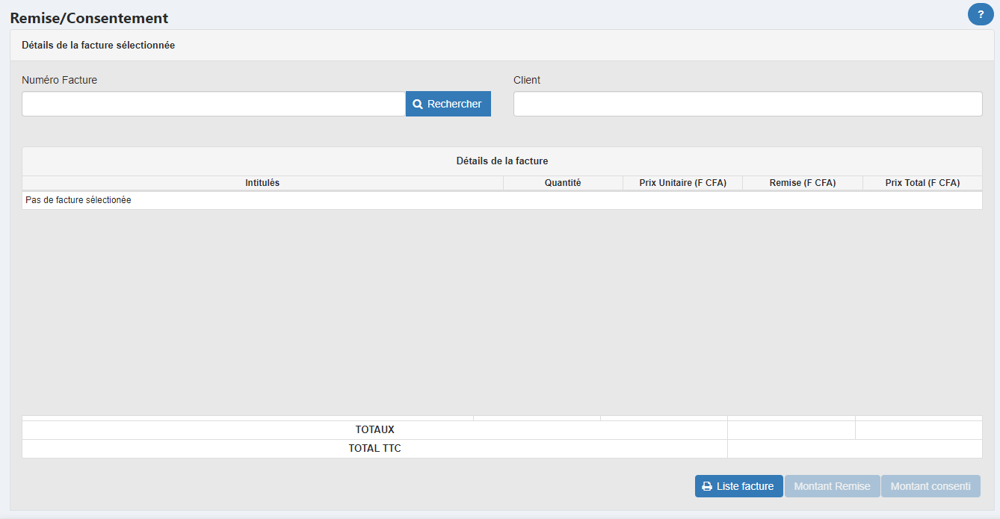 Remise/Consentement
?
Détails de la facture sélectionnée
Numéro Facture
Client
Rechercher
Détails de la facture
Intitulés Quantité Prix Unitaire (F CFA) Remise (F CFA) Prix Total (F CFA)
Pas de facture sélectionée
TOTAUX
TOTAL TTC
Liste facture Montant Remise Montant consenti